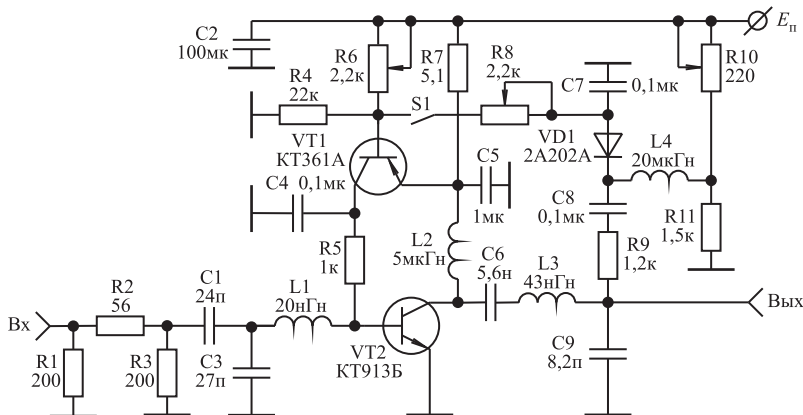 Eп
C2
100мк
R6
2,2к
R7
5,1
R8
2,2к
R10
220
R4
22к
S1
C7
0,1мк
VT1
КТ361А
VD1
2А202А
L4
20мкГн
C4
0,1мк
C5
1мк
C8
0,1мк
R11
1,5к
R5
1к
L2
5мкГн
C6
5,6н
L3
43нГн
R9
1,2к
Вх
R2
56
C1
24п
L1
20нГн
Вых
R1
200
R3
200
C3
27п
VT2
КТ913Б
C9
8,2п